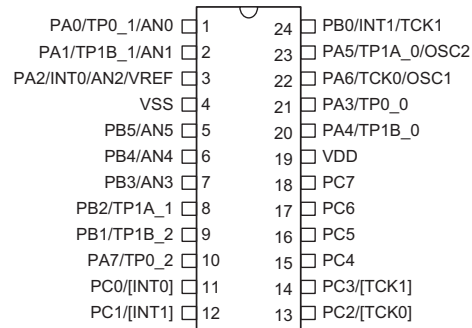 PA0/TP0_1/AN0 1 24 PB0/INT1/TCK1
PA1/TP1B_1/AN1 2 23 PA5/TP1A_0/OSC2
PA2/INT0/AN2/VREF 3 22 PA6/TCK0/OSC1
VSS 4 21 PA3/TP0_0
PB5/AN5 5 20 PA4/TP1B_0
PB4/AN4 6 19 VDD
PB3/AN3 7 18 PC7
PB2/TP1A_1 8 17 PC6
PB1/TP1B_2 9 16 PC5
PA7/TP0_2 10 15 PC4
PC0/[INT0] 11 14 PC3/[TCK1]
PC1/[INT1] 12 13 PC2/[TCK0]